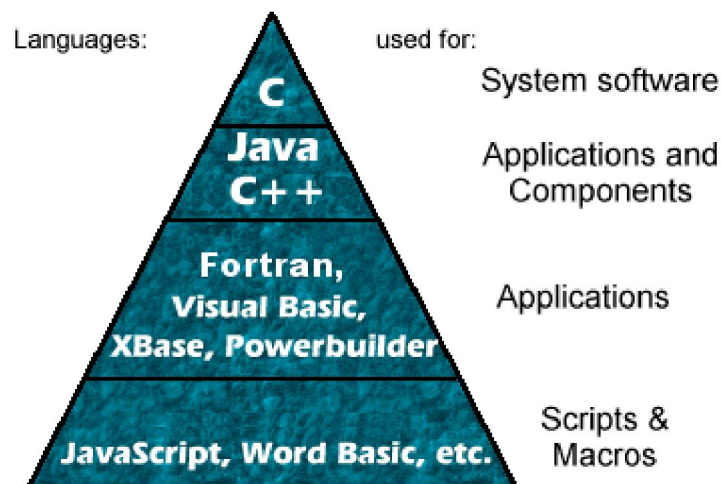 Languages:
used for:
C
System software
Java
C++
Applications and
Components
Fortran,
Visual Basic,
XBase, Powerbuilder
Applications
JavaScript, Word Basic, etc.
Scripts &
Macros